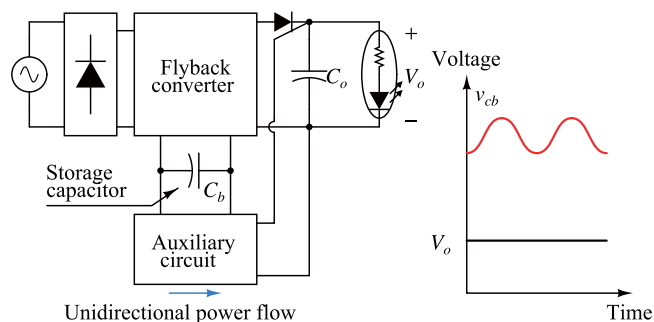 Flyback
converter
C_o
+
V_o
−
Storage
capacitor
C_b
Auxiliary
circuit
Unidirectional power flow
Voltage
v_cb
V_o
Time